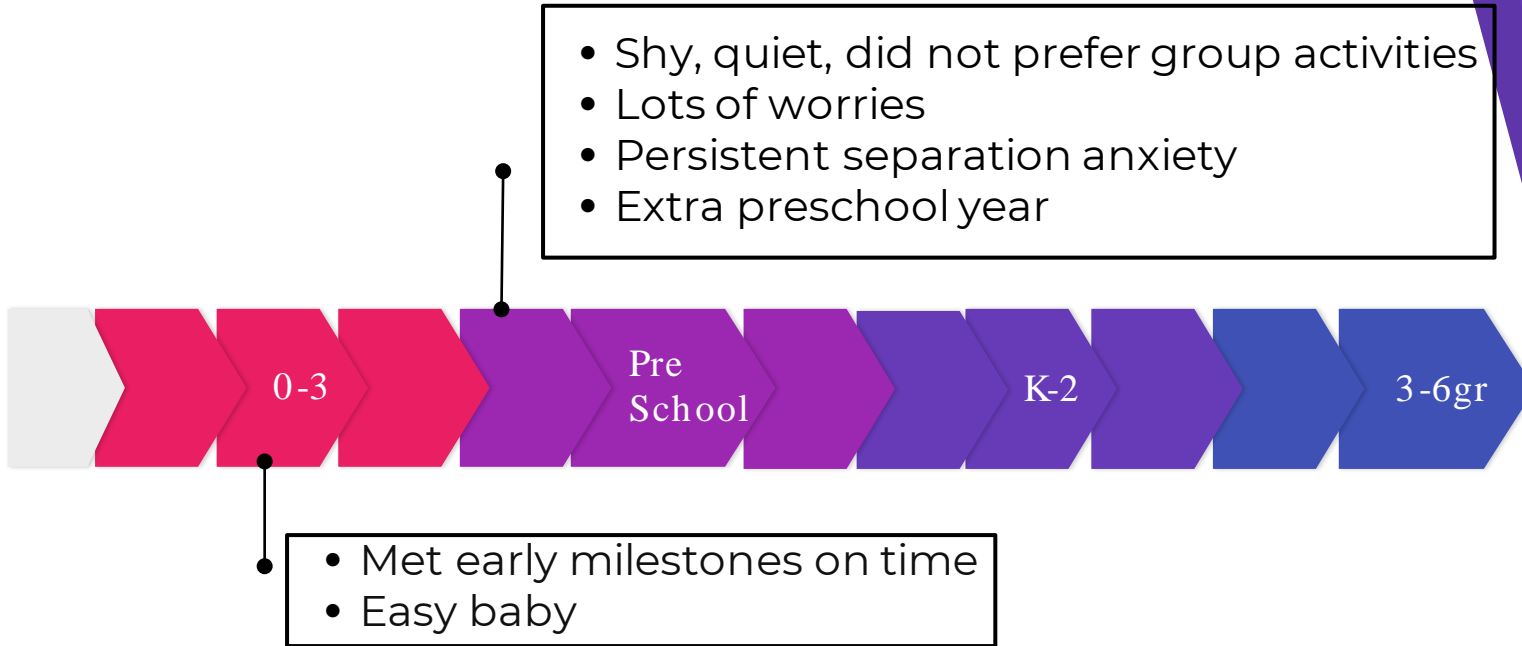 • Shy, quiet, did not prefer group activities
• Lots of worries
• Persistent separation anxiety
• Extra preschool year
0-3
Pre
School
K-2
3-6gr
• Met early milestones on time
• Easy baby